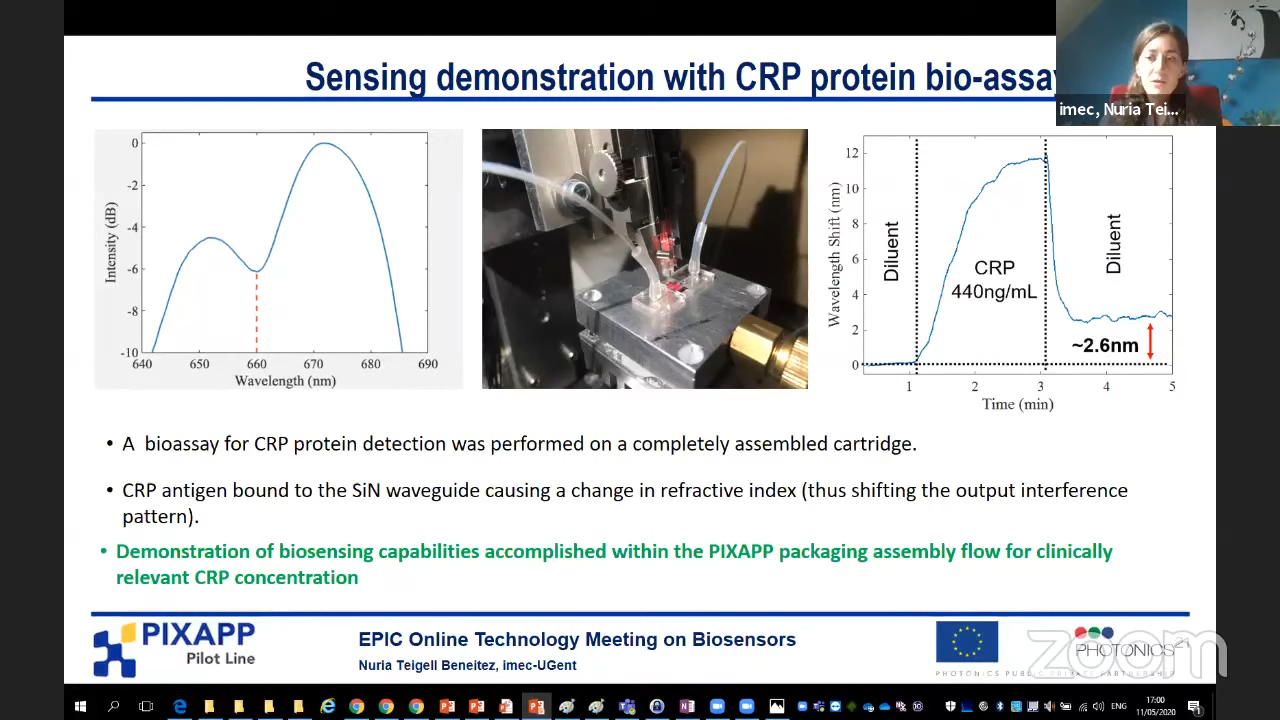 Sensing demonstration with CRP protein bio-assay
imec, Nuria Tei...
0
-2
-4
-6
-8
-10
640
650
660
670
680
690
Intensity (dB)
Wavelength (nm)
12
10
8
6
4
2
0
Wavelength Shift (nm)
Diluent
CRP
440ng/mL
Diluent
~2.6nm
1
2
3
4
5
Time (min)
• A bioassay for CRP protein detection was performed on a completely assembled cartridge.
• CRP antigen bound to the SiN waveguide causing a change in refractive index (thus shifting the output interference
pattern).
• Demonstration of biosensing capabilities accomplished within the PIXAPP packaging assembly flow for clinically
relevant CRP concentration
PIXAPP
Pilot Line
EPIC Online Technology Meeting on Biosensors
Nuria Teigell Beneitez, imec-UGent
PHOTONICS21
PHOTONICS PUBLIC PRIVATE PARTNERSHIP
zoom
ENG
17:00
11/05/2020